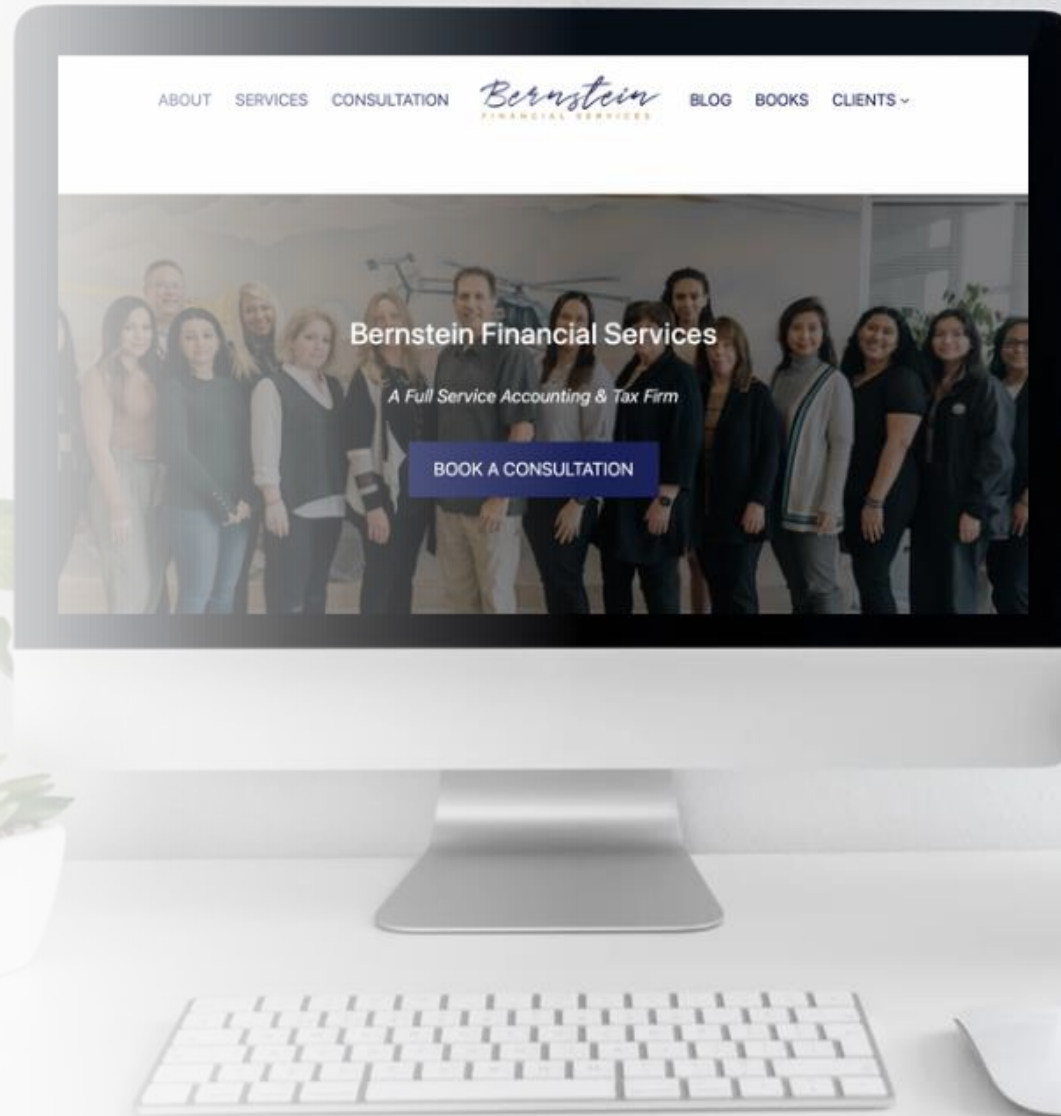 ABOUT SERVICES CONSULTATION Bernstein BLOG BOOKS CLIENTS
FINANCIAL SERVICES
Bernstein Financial Services
A Full Service Accounting & Tax Firm
BOOK A CONSULTATION